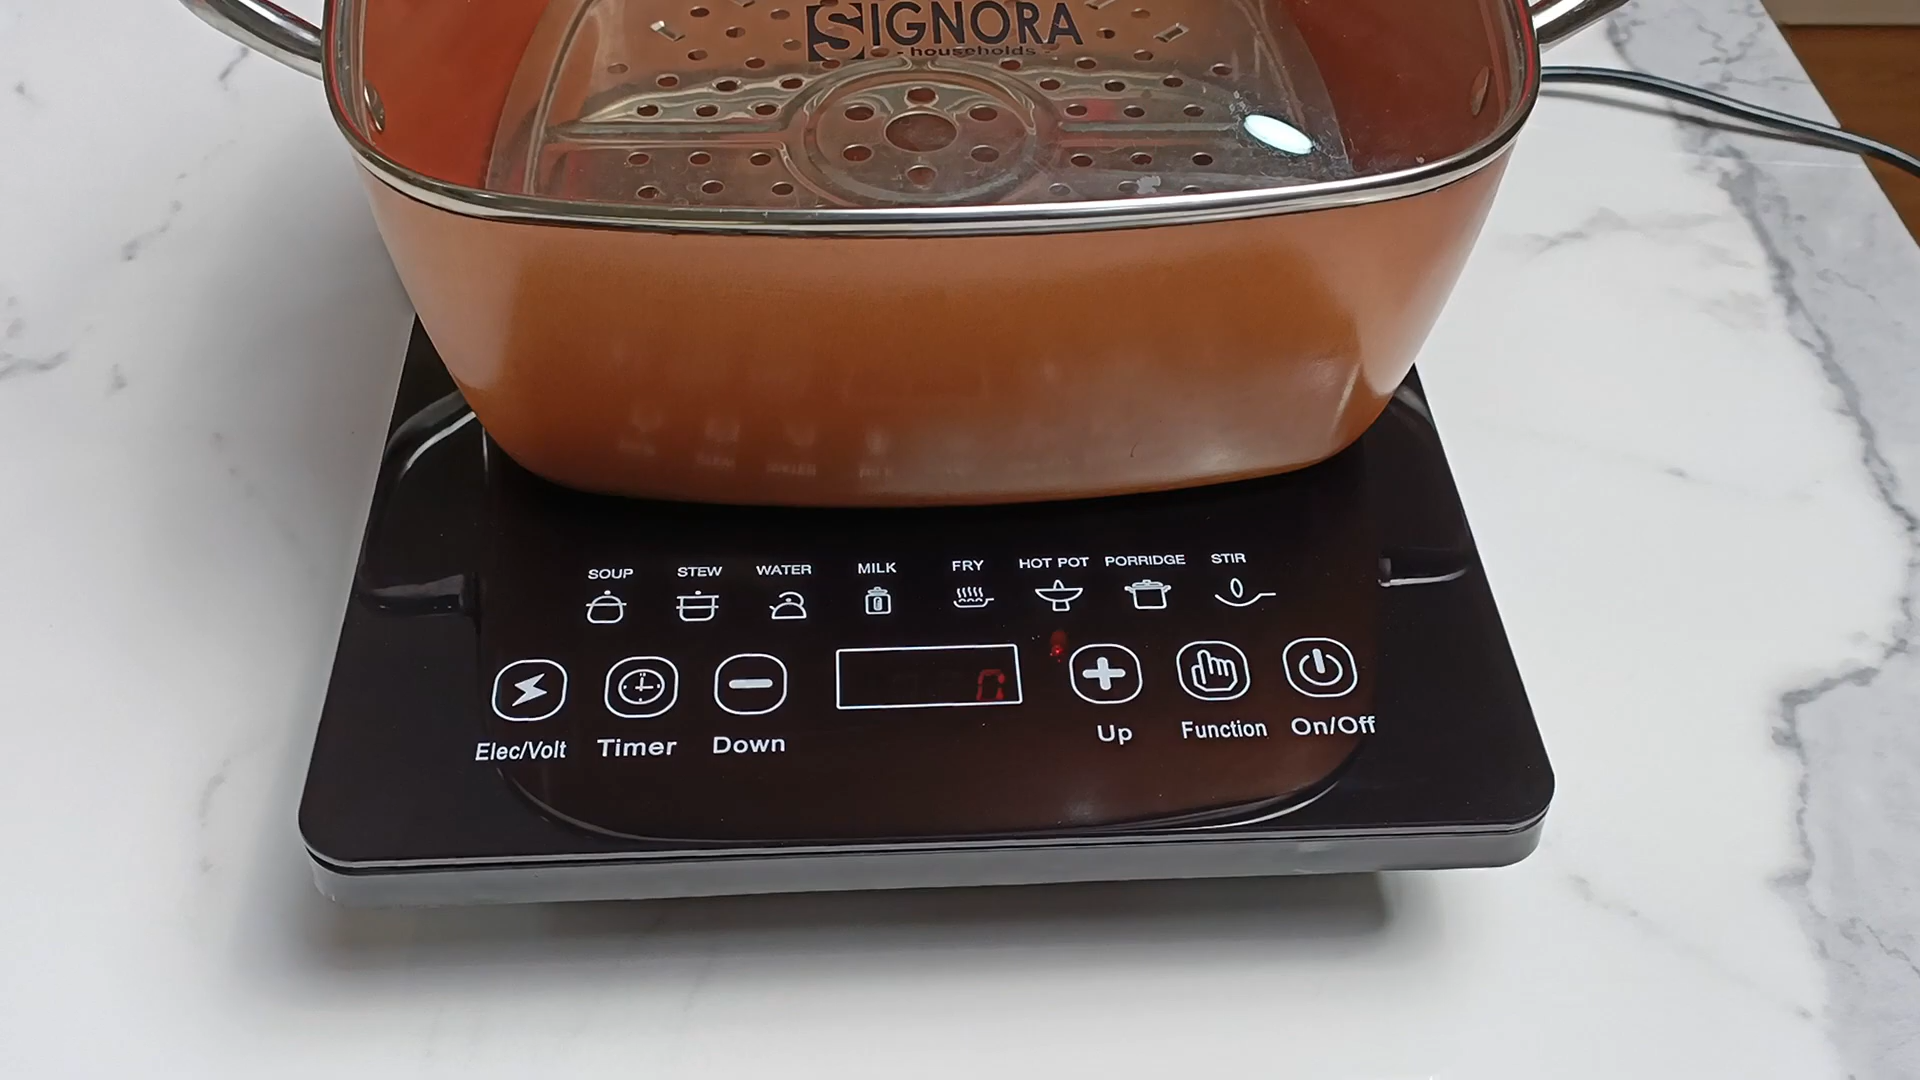 SIGNORA
- households -
SOUP STEW WATER MILK FRY HOT POT PORRIDGE STIR
Elec/Volt Timer Down Up Function On/Off